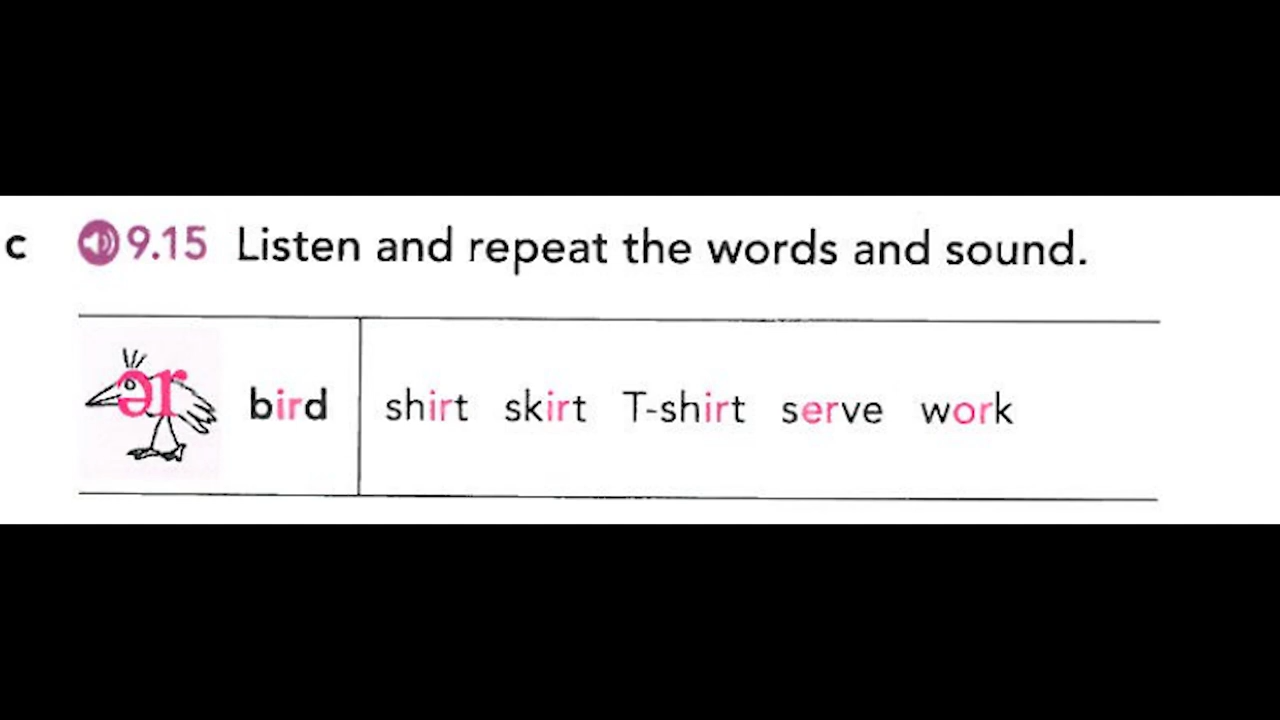 c 9.15 Listen and repeat the words and sound.
ər bird shirt skirt T-shirt serve work